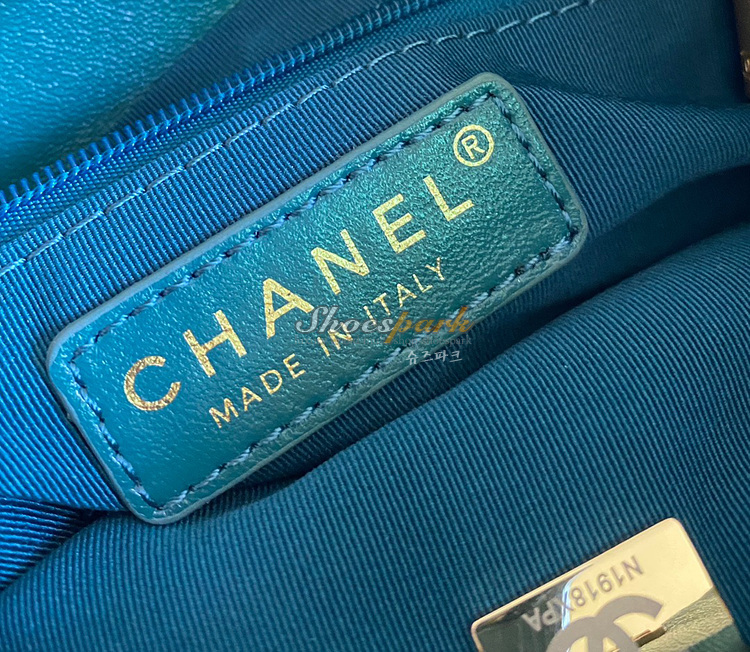 CHANEL®
MADE IN ITALY
Shoespark
슈즈파크
N1918XPA